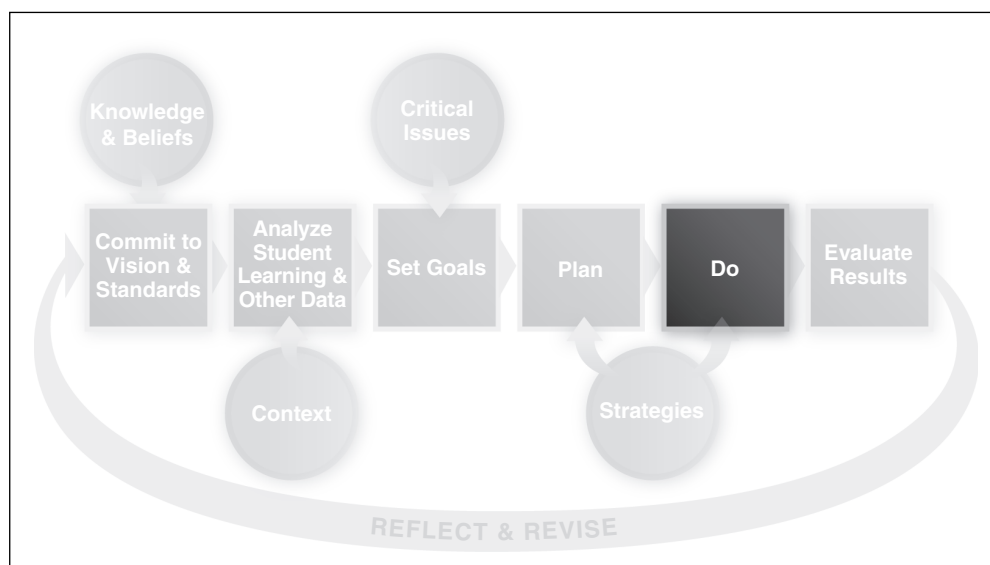 Knowledge
& Beliefs
Critical
Issues
Commit to
Vision &
Standards
Analyze
Student
Learning &
Other Data
Set Goals
Plan
Do
Evaluate
Results
Context
Strategies
REFLECT & REVISE